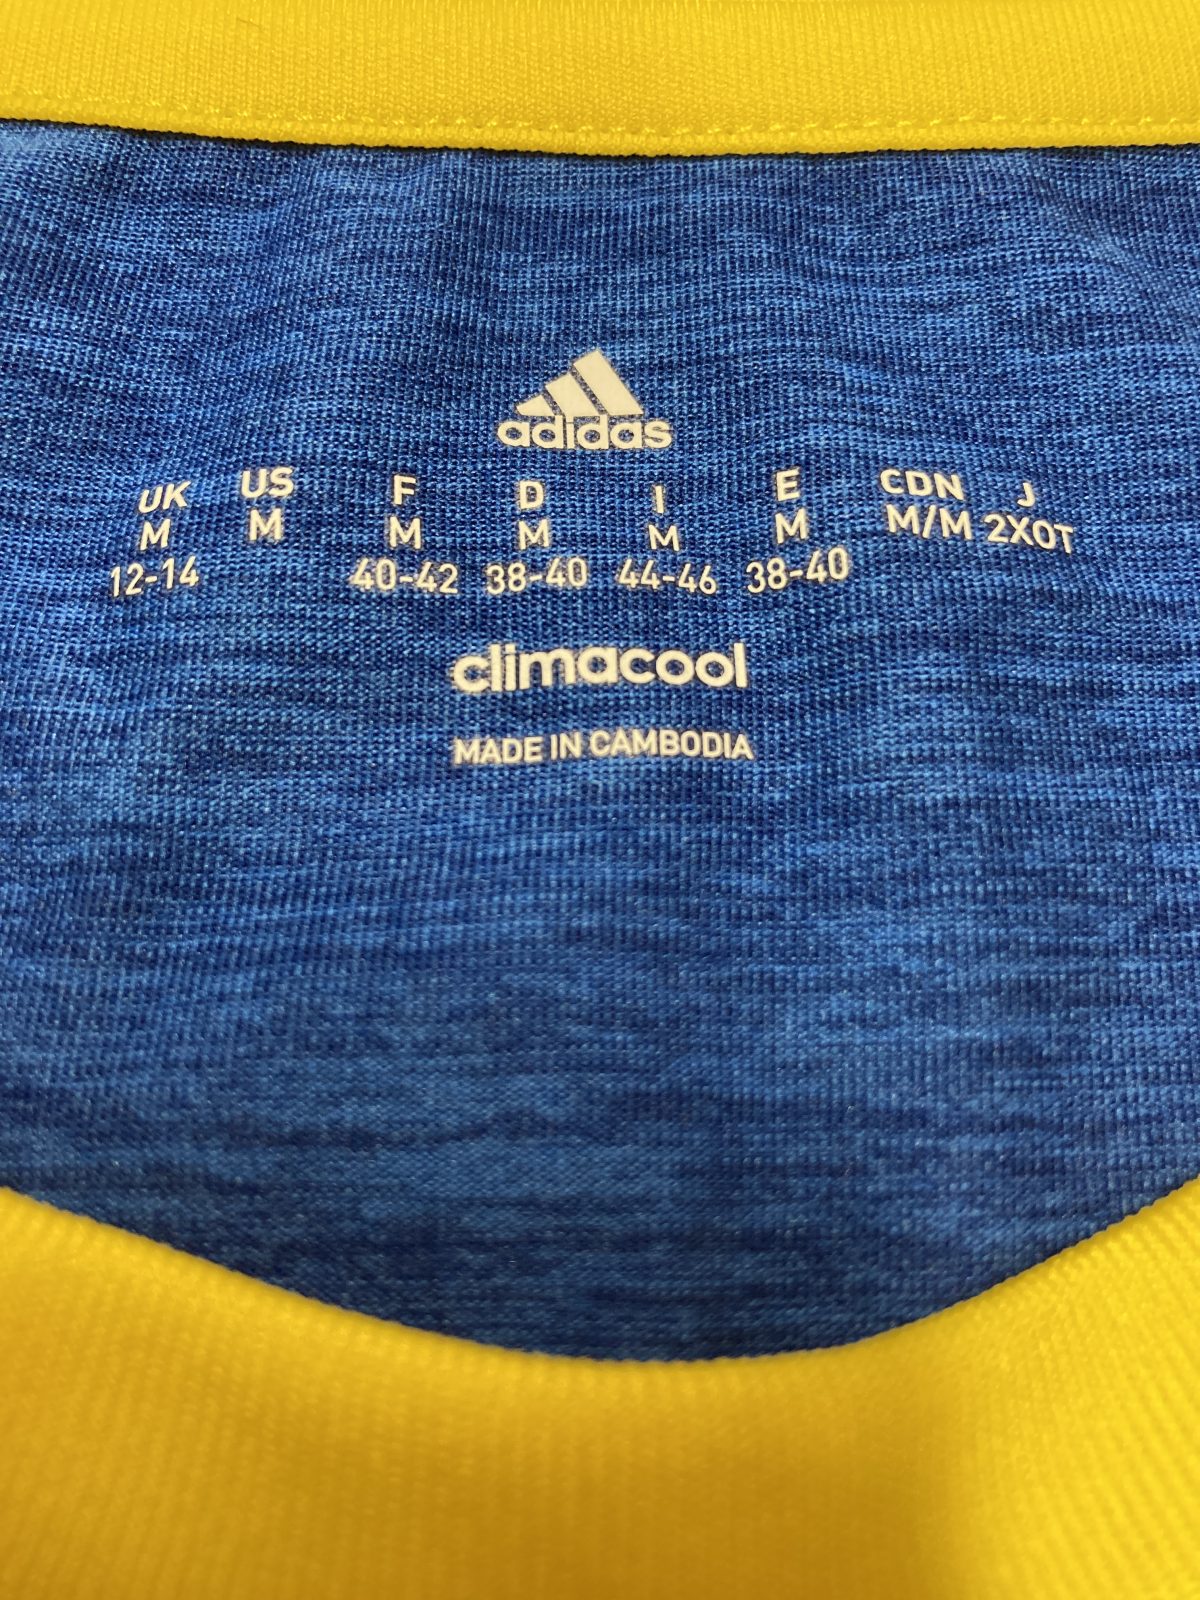 adidas
UK US F D I E CDN J
M M M M M M M/M 2XOT
12-14 40-42 38-40 44-46 38-40
climacool
MADE IN CAMBODIA